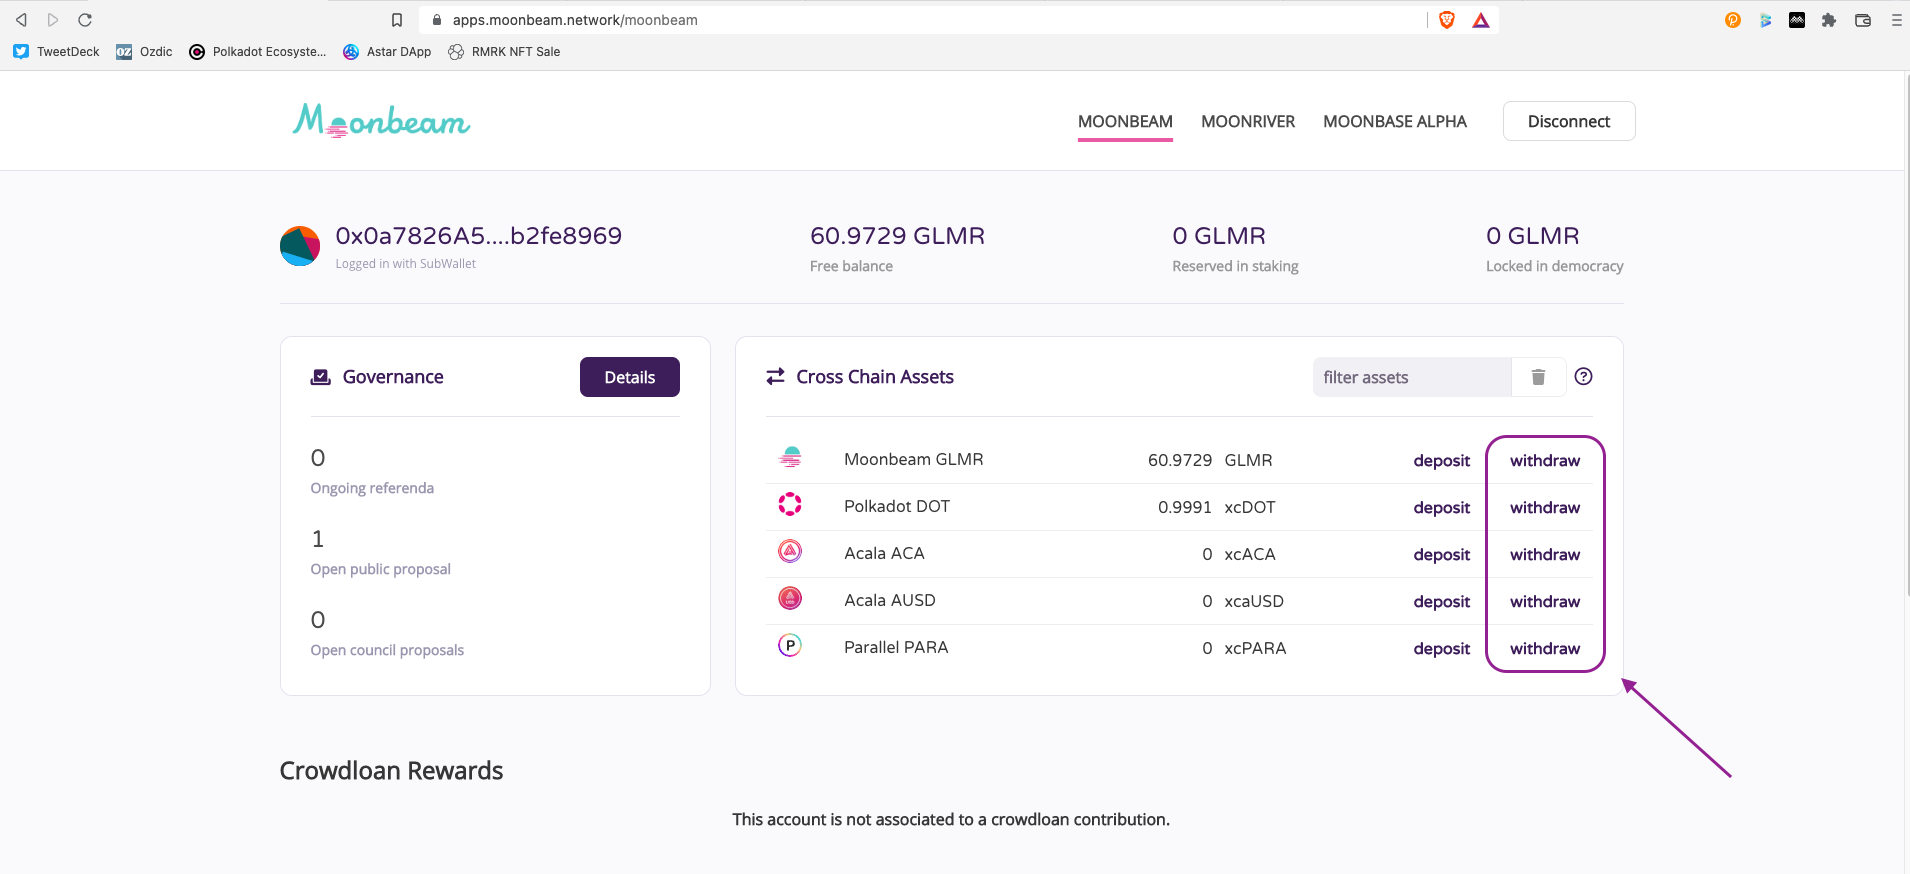 apps.moonbeam.network/moonbeam
TweetDeck
Ozdic
Polkadot Ecosyste...
Astar DApp
RMRK NFT Sale
Moonbeam
MOONBEAM
MOONRIVER
MOONBASE ALPHA
Disconnect
0x0a7826A5....b2fe8969
Logged in with SubWallet
60.9729 GLMR
Free balance
0 GLMR
Reserved in staking
0 GLMR
Locked in democracy
Governance
Details
0
Ongoing referenda
1
Open public proposal
0
Open council proposals
Cross Chain Assets
filter assets
Moonbeam GLMR 60.9729 GLMR deposit withdraw
Polkadot DOT 0.9991 xcDOT deposit withdraw
Acala ACA 0 xcACA deposit withdraw
Acala AUSD 0 xcaUSD deposit withdraw
P Parallel PARA 0 xcPARA deposit withdraw
Crowdloan Rewards
This account is not associated to a crowdloan contribution.